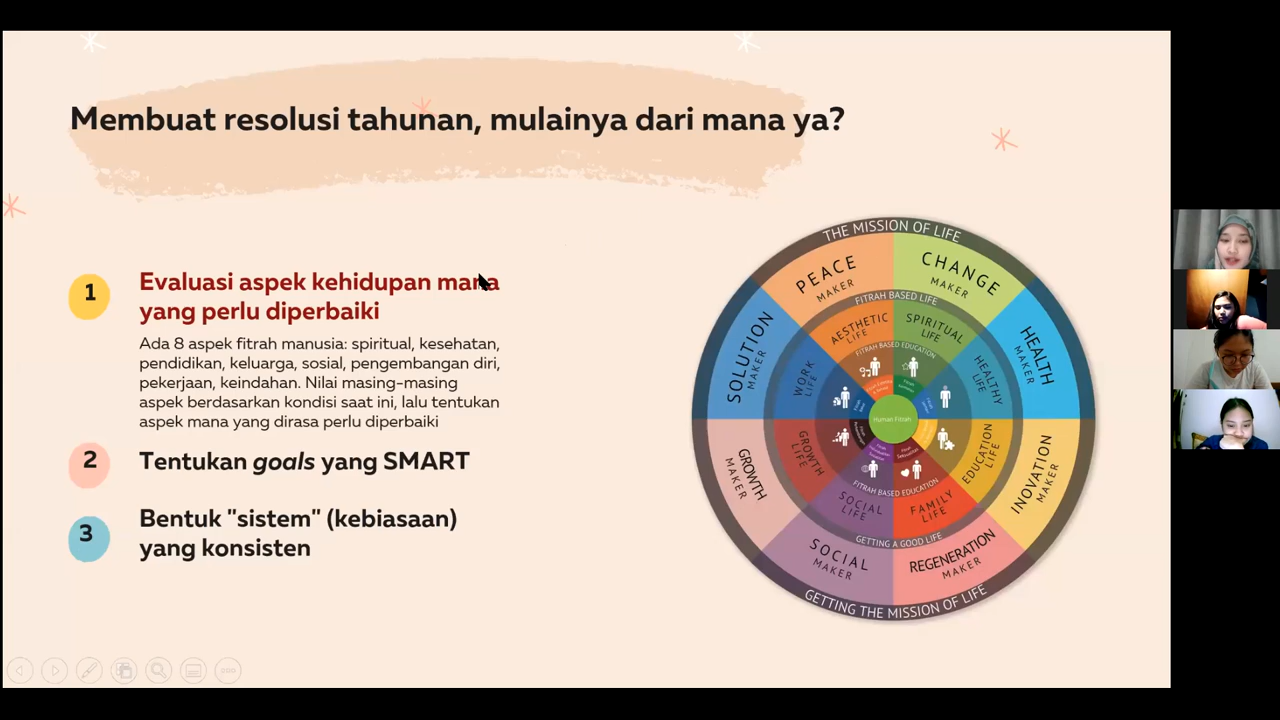 Membuat resolusi tahunan, mulainya dari mana ya?
1
Evaluasi aspek kehidupan mana
yang perlu diperbaiki
Ada 8 aspek fitrah manusia: spiritual, kesehatan,
pendidikan, keluarga, sosial, pengembangan diri,
pekerjaan, keindahan. Nilai masing-masing
aspek berdasarkan kondisi saat ini, lalu tentukan
aspek mana yang dirasa perlu diperbaiki
2
Tentukan goals yang SMART
3
Bentuk "sistem" (kebiasaan)
yang konsisten
THE MISSION OF LIFE
PEACE
MAKER
CHANGE
MAKER
HEALTH
MAKER
INOVATION
MAKER
REGENERATION
MAKER
SOCIAL
MAKER
GROWTH
MAKER
SOLUTION
MAKER
GETTING THE MISSION OF LIFE
FITRAH BASED LIFE
AESTHETIC
LIFE
SPIRITUAL
LIFE
HEALTHY
LIFE
EDUCATION
LIFE
FAMILY
LIFE
SOCIAL
LIFE
GROWTH
LIFE
WORK
LIFE
GETTING A GOOD LIFE
FITRAH BASED EDUCATION
FITRAH BASED EDUCATION
Human Fitrah